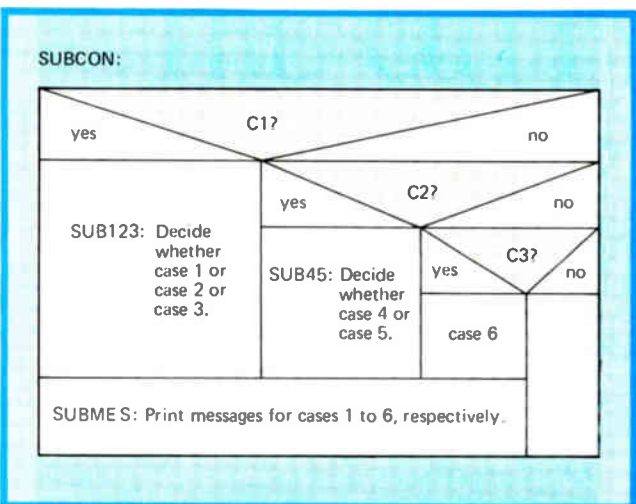 SUBCON:
C1?
yes
no
C2?
yes
no
SUB123: Decide
whether
case 1 or
case 2 or
case 3.
SUB45: Decide
whether
case 4 or
case 5.
C3?
yes
no
case 6
SUBMES: Print messages for cases 1 to 6, respectively.